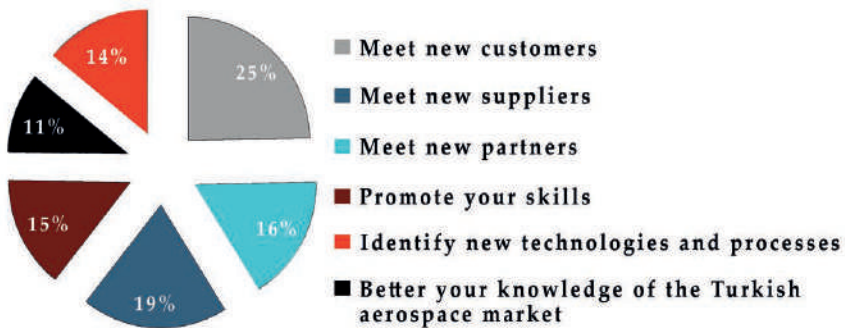 14%
25%
11%
15%
16%
19%
Meet new customers
Meet new suppliers
Meet new partners
Promote your skills
Identify new technologies and processes
Better your knowledge of the Turkish
aerospace market